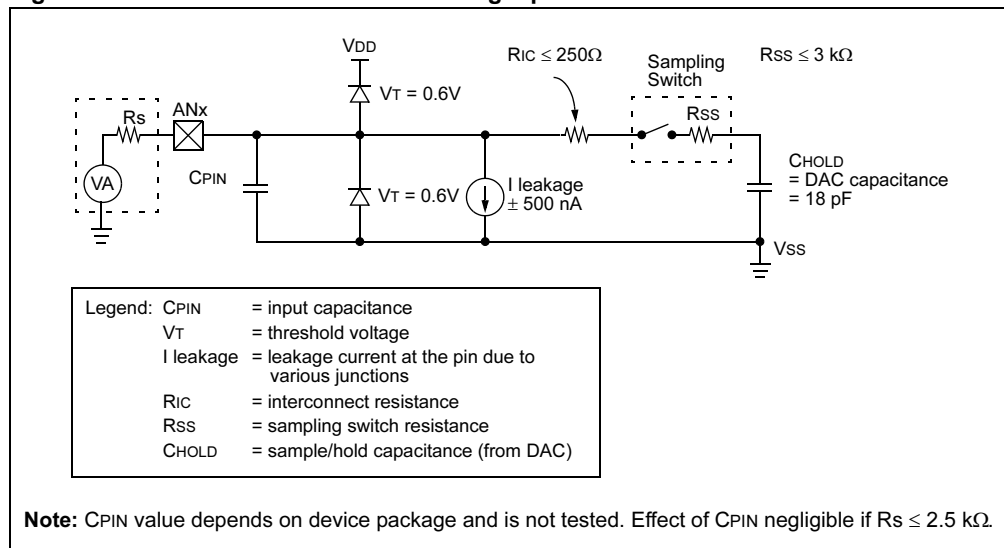 VDD
RIC ≤ 250Ω
Sampling
Switch
RSS ≤ 3 kΩ
VT = 0.6V
Rs
ANx
RSS
VA
CPIN
VT = 0.6V
I leakage
± 500 nA
CHOLD
= DAC capacitance
= 18 pF
VSS
Legend: CPIN = input capacitance
VT = threshold voltage
I leakage = leakage current at the pin due to
various junctions
RIC = interconnect resistance
RSS = sampling switch resistance
CHOLD = sample/hold capacitance (from DAC)
Note: CPIN value depends on device package and is not tested. Effect of CPIN negligible if Rs ≤ 2.5 kΩ.